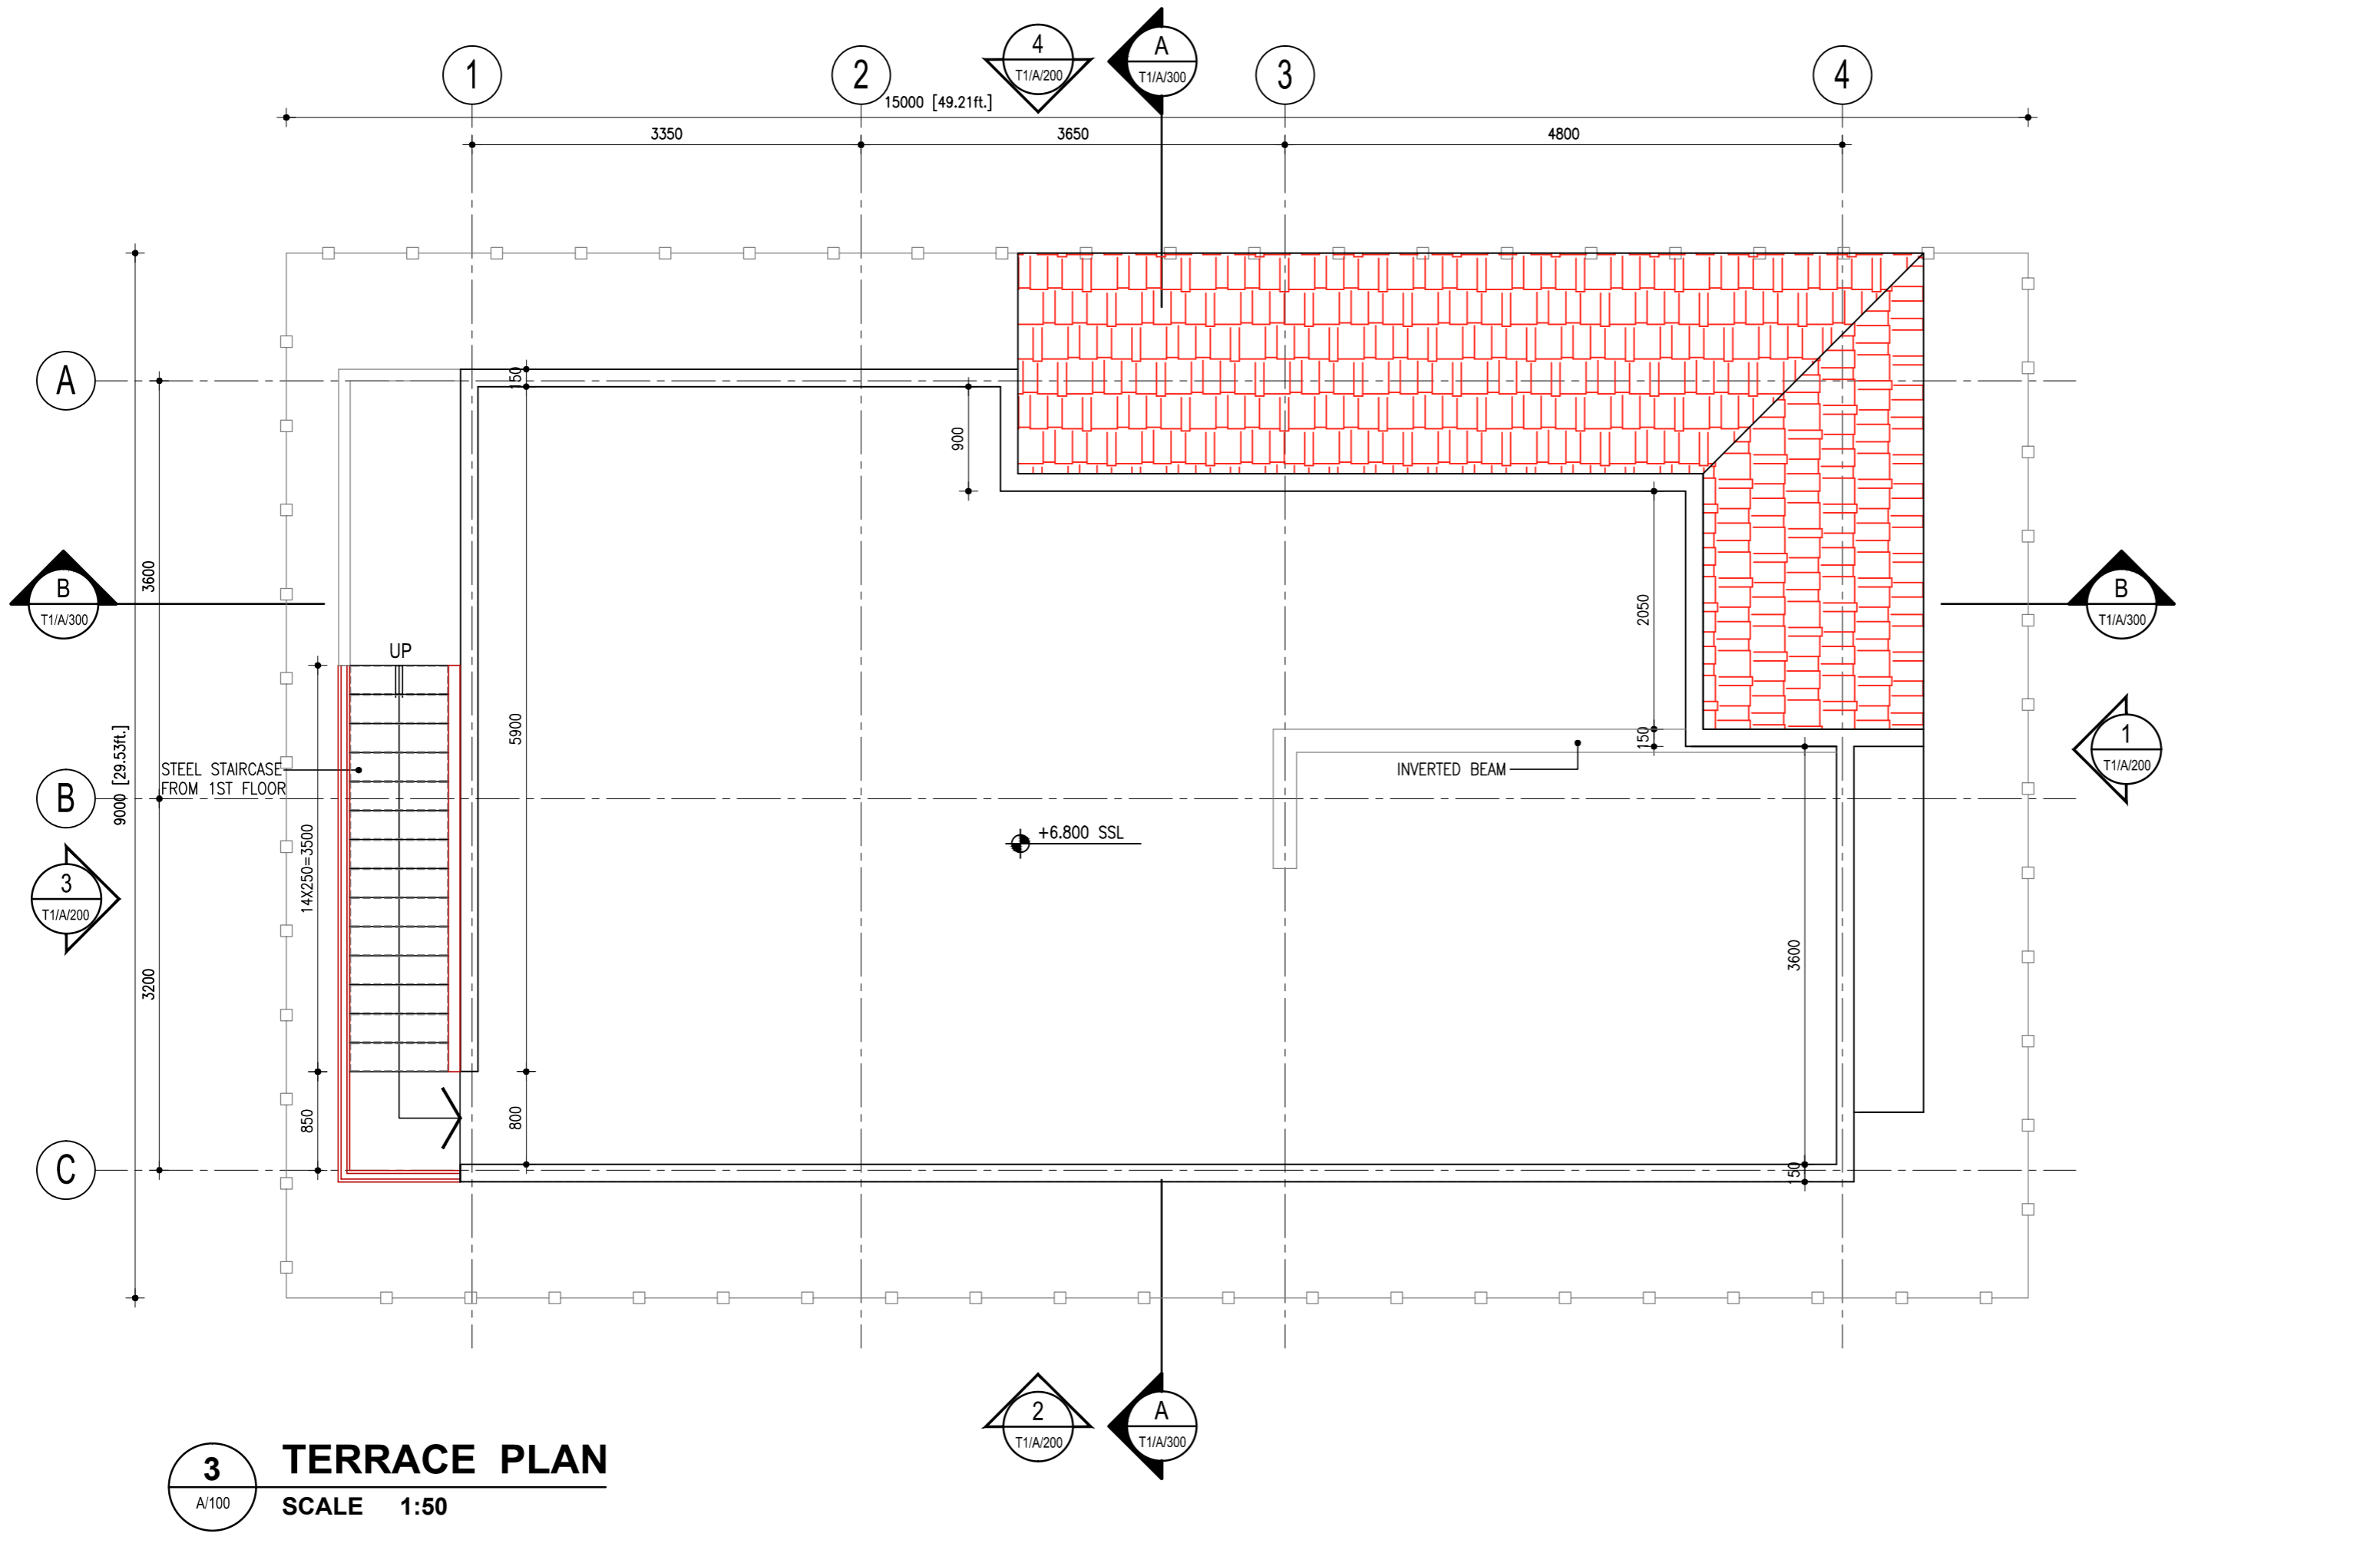 4
T1/A/200
A
T1/A/300
1
2
3
4
15000 [49.21ft.]
3350
3650
4800
A
150
900
3600
B
T1/A/300
B
T1/A/300
2050
UP
5900
150
1
T1/A/200
9000 [29.53ft.]
STEEL STAIRCASE
FROM 1ST FLOOR
INVERTED BEAM
B
+6.800 SSL
14X250=3500
3
T1/A/200
3200
3600
850
800
C
150
2
T1/A/200
A
T1/A/300
3
A/100
TERRACE PLAN
SCALE 1:50